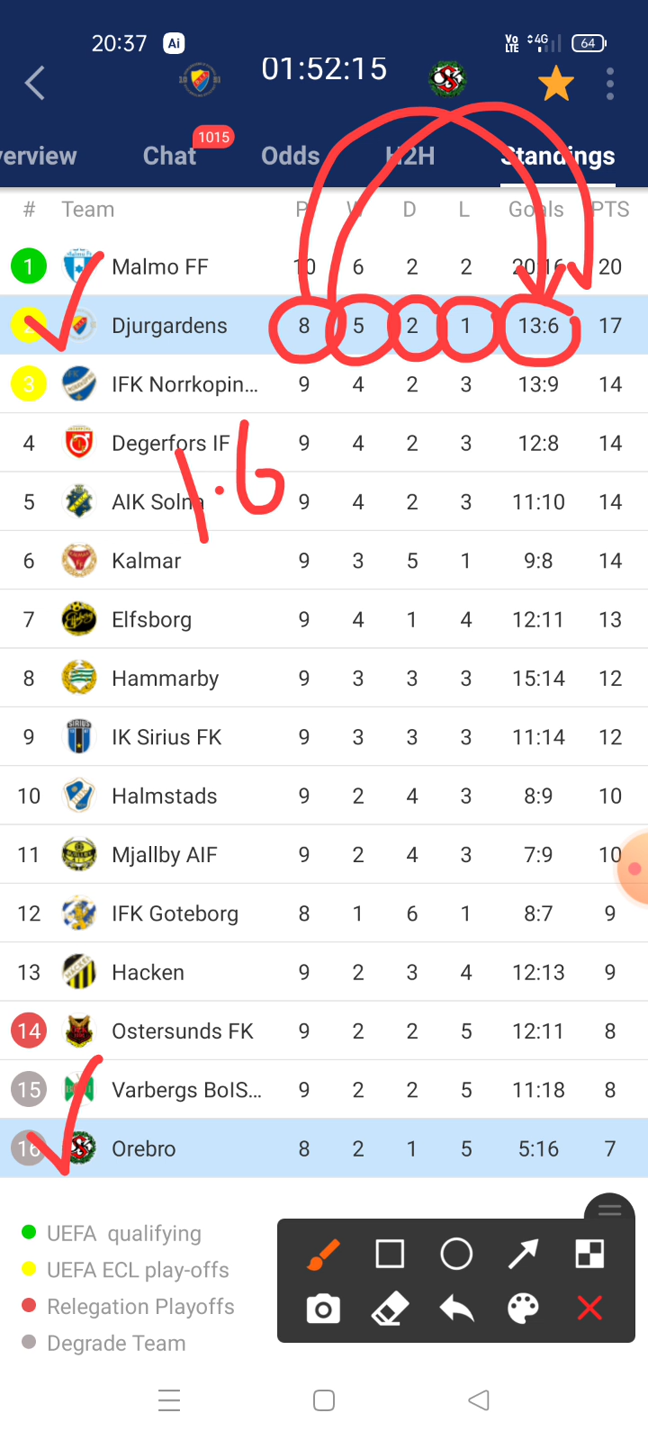 20:37 Ai Vo LTE 4G 64
01:52:15
verview Chat 1015 Odds H2H Standings
# Team P W D L Goals PTS
1 Malmo FF 10 6 2 2 20:16 20
2 Djurgardens 8 5 2 1 13:6 17
3 IFK Norrkopin... 9 4 2 3 13:9 14
4 Degerfors IF 9 4 2 3 12:8 14
1.6
5 AIK Solna 9 4 2 3 11:10 14
6 Kalmar 9 3 5 1 9:8 14
7 Elfsborg 9 4 1 4 12:11 13
8 Hammarby 9 3 3 3 15:14 12
9 IK Sirius FK 9 3 3 3 11:14 12
10 Halmstads 9 2 4 3 8:9 10
11 Mjallby AIF 9 2 4 3 7:9 10
12 IFK Goteborg 8 1 6 1 8:7 9
13 Hacken 9 2 3 4 12:13 9
14 Ostersunds FK 9 2 2 5 12:11 8
15 Varbergs BoIS... 9 2 2 5 11:18 8
16 Orebro 8 2 1 5 5:16 7
UEFA qualifying
UEFA ECL play-offs
Relegation Playoffs
Degrade Team